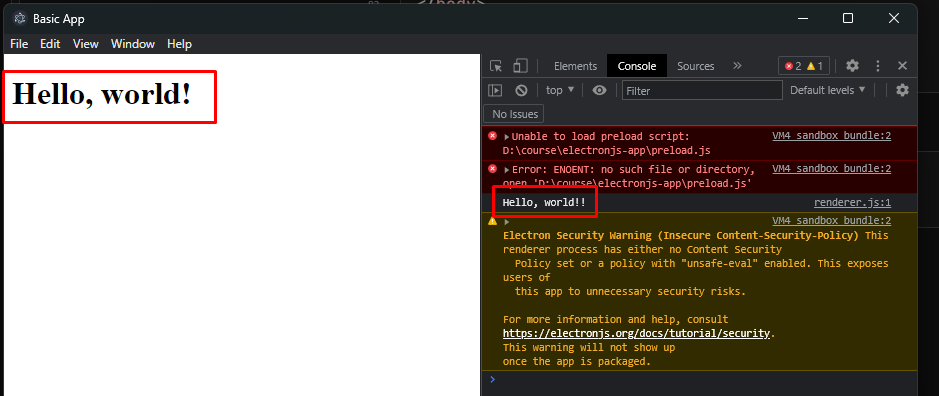 </body>
Basic App
File Edit View Window Help
Hello, world!
Elements Console Sources » 2 1
top ▼ Filter Default levels ▼
No Issues
Unable to load preload script: VM4 sandbox bundle:2
D:\course\electronjs-app\preload.js
Error: ENOENT: no such file or directory, VM4 sandbox bundle:2
open 'D:\course\electronjs-app\preload.js'
Hello, world!! renderer.js:1
VM4 sandbox bundle:2
Electron Security Warning (Insecure Content-Security-Policy) This
renderer process has either no Content Security
Policy set or a policy with "unsafe-eval" enabled. This exposes
users of
this app to unnecessary security risks.
For more information and help, consult
https://electronjs.org/docs/tutorial/security.
This warning will not show up
once the app is packaged.